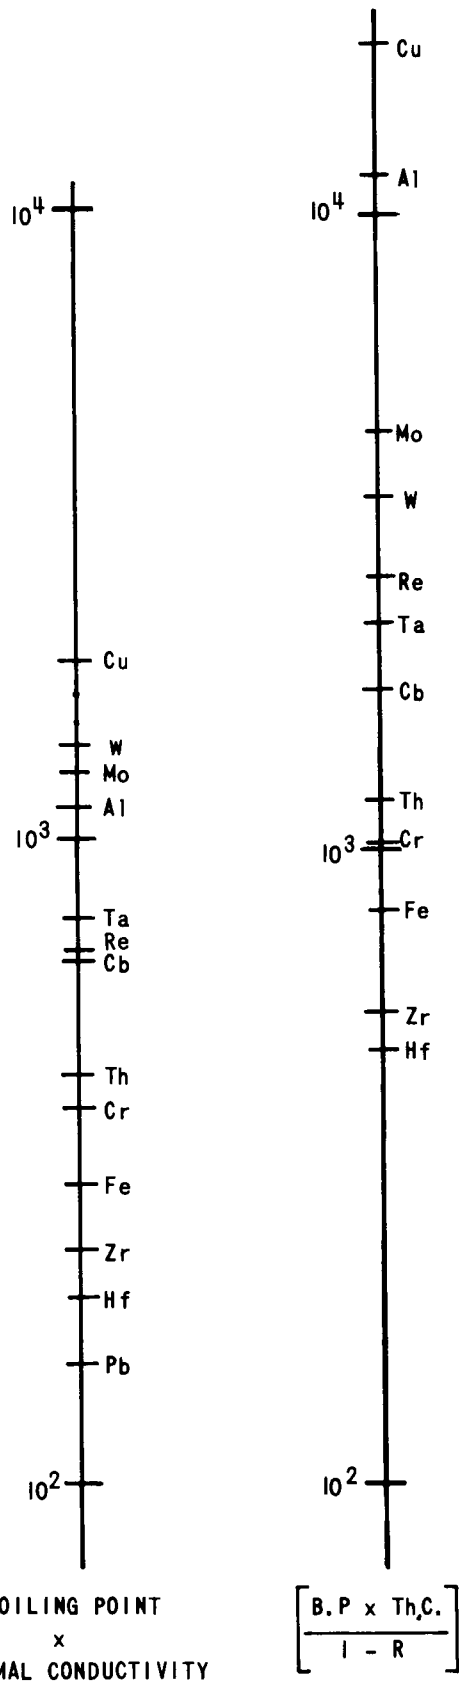 10⁴
Cu
W
Mo
Al
10³
Ta
Re
Cb
Th
Cr
Fe
Zr
Hf
Pb
10²
OILING POINT
x
MAL CONDUCTIVITY
Cu
Al
10⁴
Mo
W
Re
Ta
Cb
Th
Cr
10³
Fe
Zr
Hf
10²
[B.P x Th.C.
1 - R]